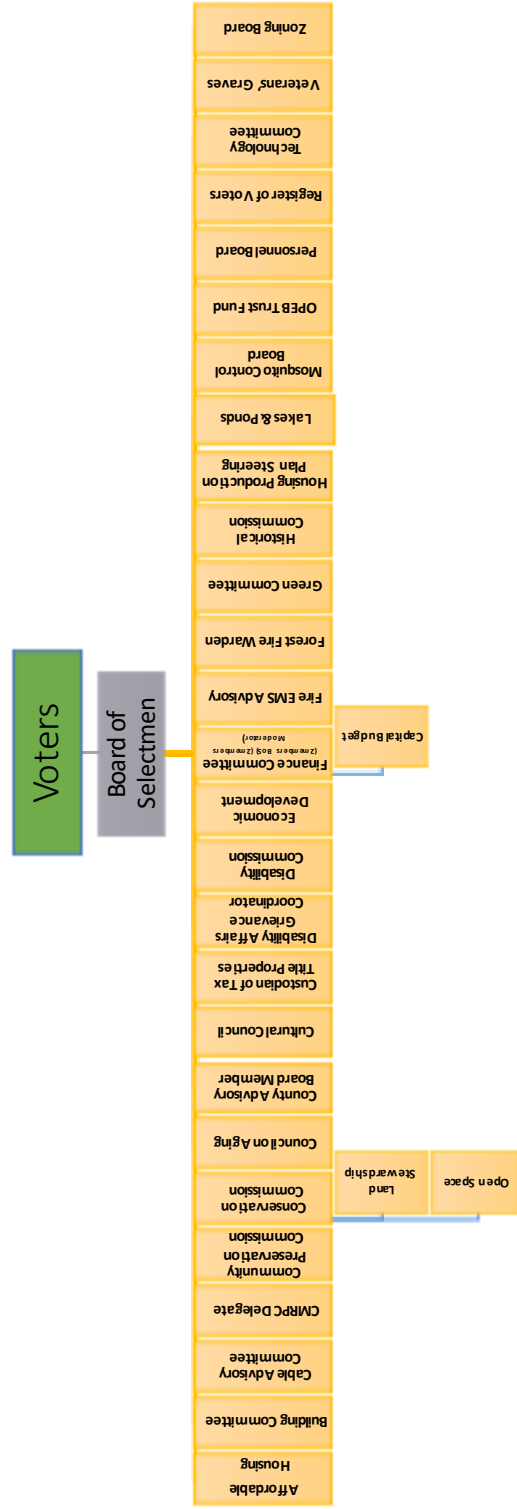 Voters
Board of
Selectmen
Affordable
Housing
Building Committee
Cable Advisory
Committee
CMRPC Delegate
Community
Preservation
Commission
Conservation
Commission
Land
Stewardship
Open Space
Council on Aging
County Advisory
Board Member
Cultural Council
Custodian of Tax
Title Properties
Disability Affairs
Grievance
Coordinator
Disability
Commission
Economic
Development
Finance Committee
(2members BoS) (2members
Moderator)
Capital Budget
Fire EMS Advisory
Forest Fire Warden
Green Committee
Historical
Commission
Housing Production
Plan Steering
Lakes & Ponds
Mosquito Control
Board
OPEB Trust Fund
Personnel Board
Register of Voters
Technology
Committee
Veterans' Graves
Zoning Board